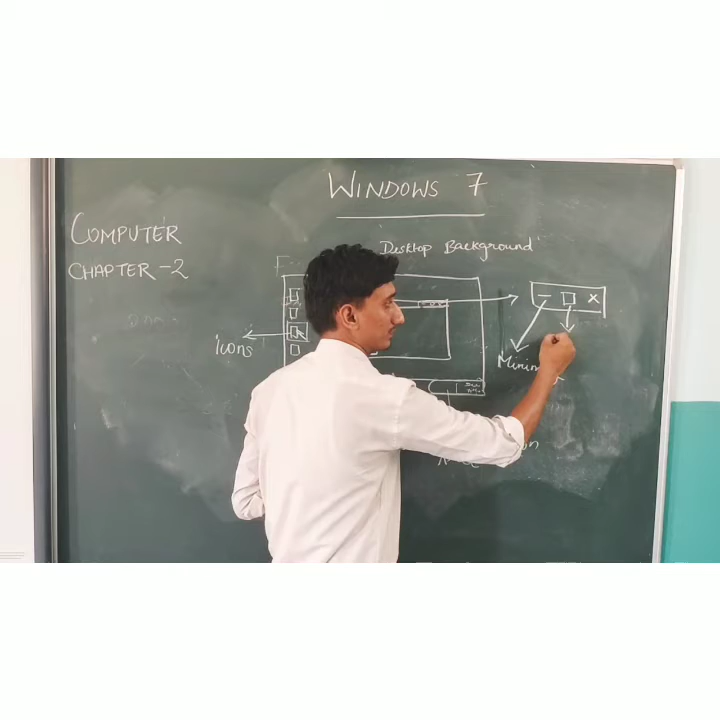 WINDOWS 7
COMPUTER
CHAPTER-2
Desktop Background
icons